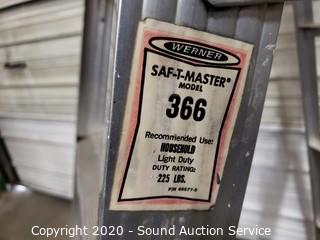 WERNER
SAF-T-MASTER®
MODEL
366
Recommended Use:
HOUSEHOLD
Light Duty
DUTY RATING:
225 LBS.
Copyright 2020 - Sound Auction Service